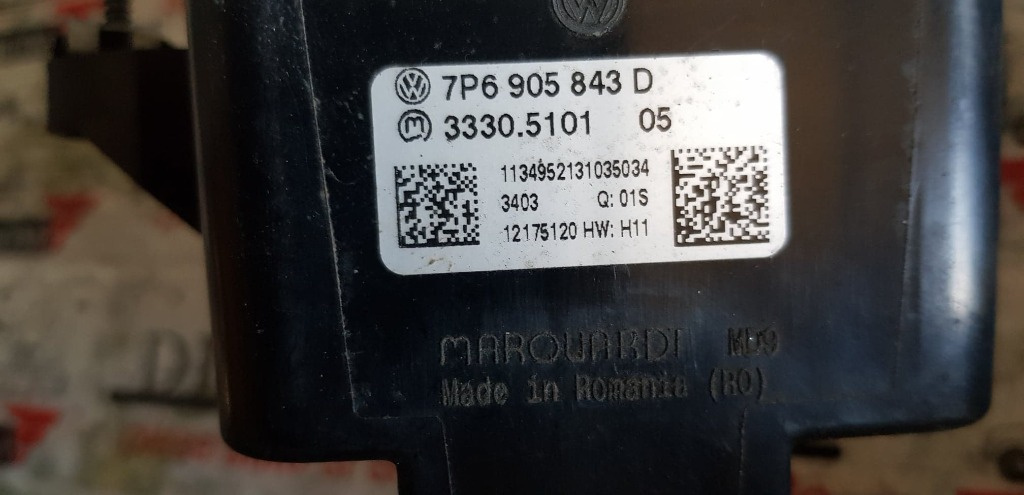 7P6 905 843 D
3330.5101 05
1134952131035034
3403 Q: 01S
12175120 HW: H11
MARQUARDT
Made in Romania (RO)